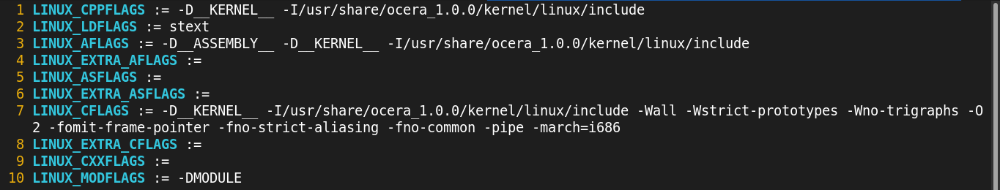 1 LINUX_CPPFLAGS := -D__KERNEL__ -I/usr/share/ocera_1.0.0/kernel/linux/include
2 LINUX_LDFLAGS := stext
3 LINUX_AFLAGS := -D__ASSEMBLY__ -D__KERNEL__ -I/usr/share/ocera_1.0.0/kernel/linux/include
4 LINUX_EXTRA_AFLAGS :=
5 LINUX_ASFLAGS :=
6 LINUX_EXTRA_ASFLAGS :=
7 LINUX_CFLAGS := -D__KERNEL__ -I/usr/share/ocera_1.0.0/kernel/linux/include -Wall -Wstrict-prototypes -Wno-trigraphs -O
2 -fomit-frame-pointer -fno-strict-aliasing -fno-common -pipe -march=i686
8 LINUX_EXTRA_CFLAGS :=
9 LINUX_CXXFLAGS :=
10 LINUX_MODFLAGS := -DMODULE